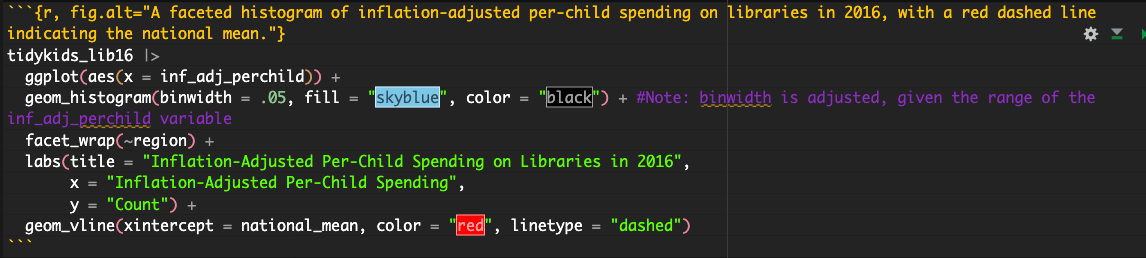 ```{r, fig.alt="A faceted histogram of inflation-adjusted per-child spending on libraries in 2016, with a red dashed line
indicating the national mean."}
tidykids_lib16 |>
  ggplot(aes(x = inf_adj_perchild)) +
  geom_histogram(binwidth = .05, fill = "skyblue", color = "black") + #Note: binwidth is adjusted, given the range of the
inf_adj_perchild variable
  facet_wrap(~region) +
  labs(title = "Inflation-Adjusted Per-Child Spending on Libraries in 2016",
       x = "Inflation-Adjusted Per-Child Spending",
       y = "Count") +
  geom_vline(xintercept = national_mean, color = "red", linetype = "dashed")
```